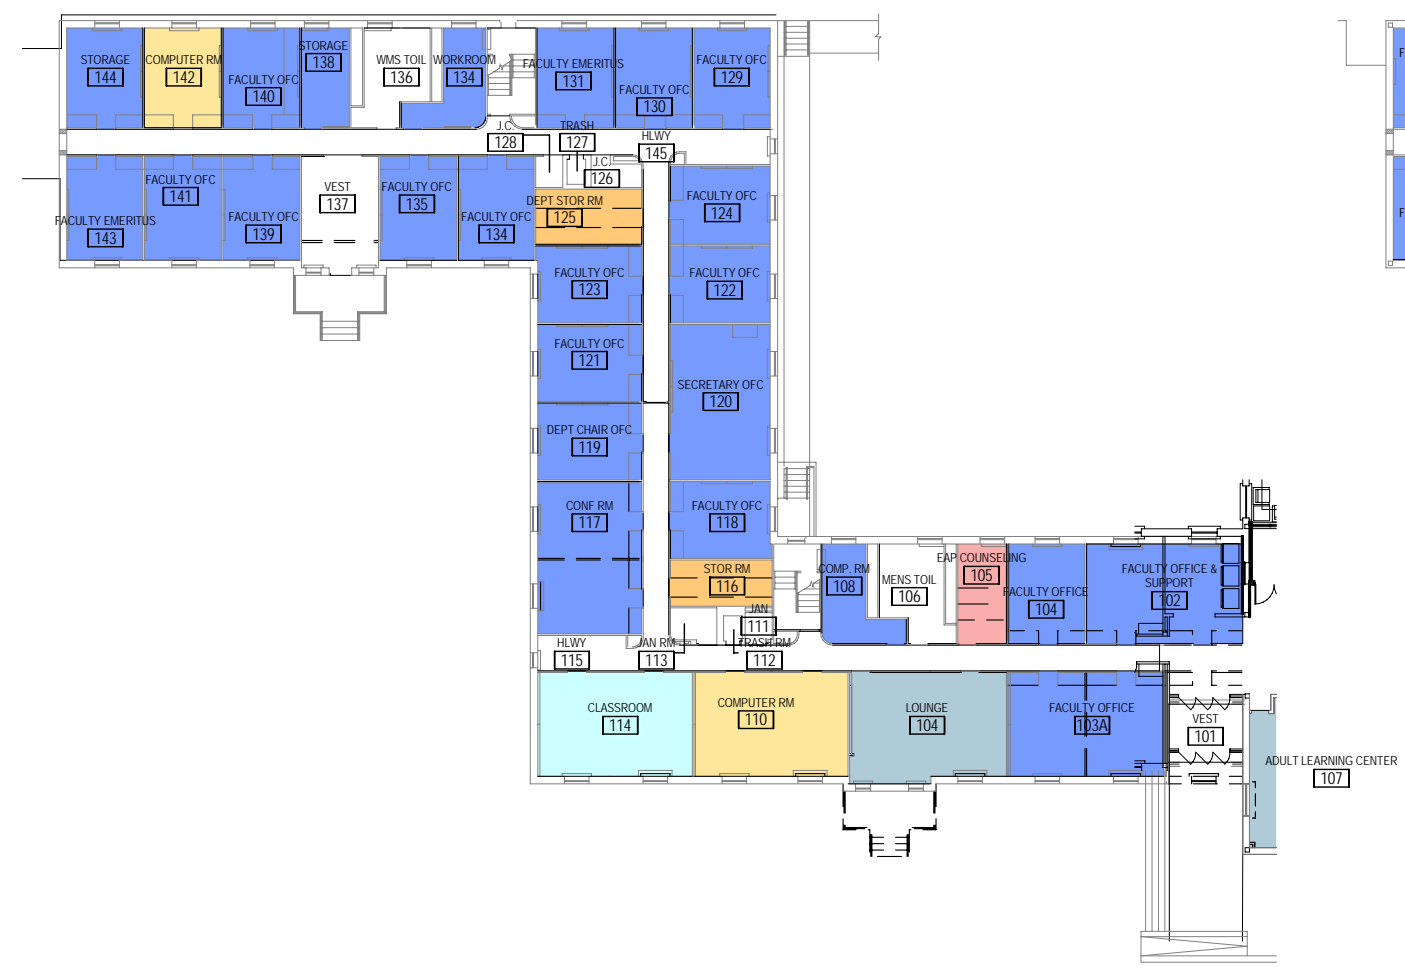 STORAGE
144
COMPUTER RM
142
FACULTY OFC
140
STORAGE
138
WMS TOIL
136
WORKROOM
134
FACULTY EMERITUS
131
FACULTY OFC
130
FACULTY OFC
129
J.C.
128
TRASH
127
HLWY
145
J.C.
126
FACULTY EMERITUS
143
FACULTY OFC
141
FACULTY OFC
139
VEST
137
FACULTY OFC
135
FACULTY OFC
134
DEPT STOR RM
125
FACULTY OFC
124
FACULTY OFC
123
FACULTY OFC
122
FACULTY OFC
121
SECRETARY OFC
120
DEPT CHAIR OFC
119
CONF RM
117
FACULTY OFC
118
STOR RM
116
JAN
111
COMP. RM
108
MENS TOIL
106
EAP COUNSELING
105
FACULTY OFFICE
104
FACULTY OFFICE &
SUPPORT
102
HLWY
115
JAN RM
113
TRASH RM
112
CLASSROOM
114
COMPUTER RM
110
LOUNGE
104
FACULTY OFFICE
103A
VEST
101
ADULT LEARNING CENTER
107
F
F